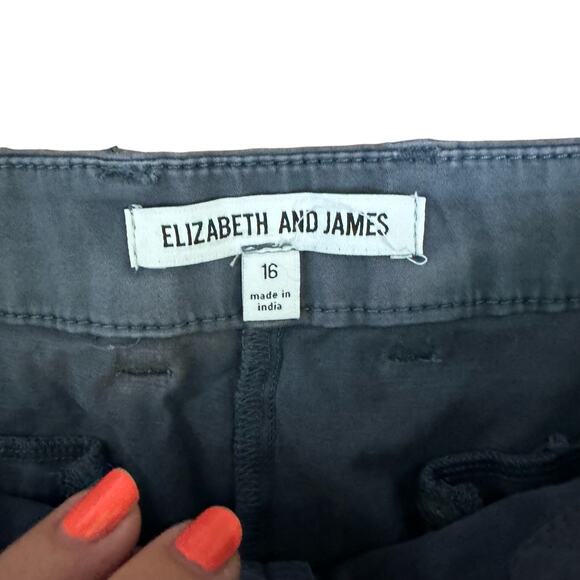 ELIZABETH AND JAMES
16
made in
india